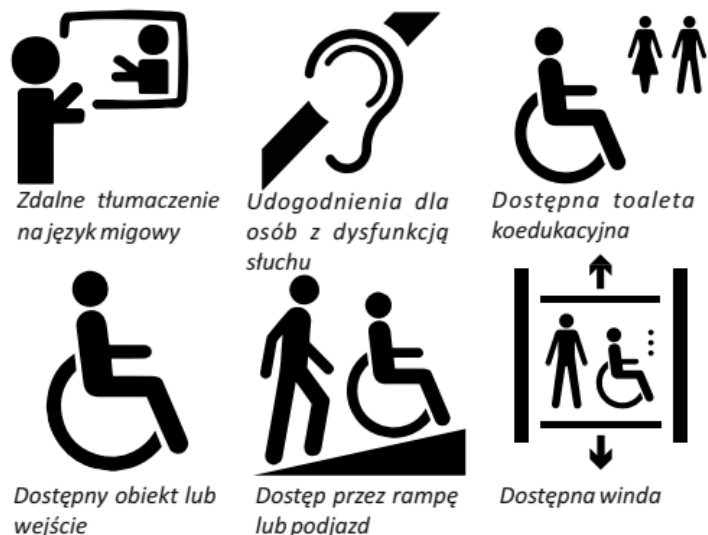 Zdalne tłumaczenie
na język migowy
Udogodnienia dla
osób z dysfunkcją
słuchu
Dostępna toaleta
koedukacyjna
Dostępny obiekt lub
wejście
Dostęp przez rampę
lub podjazd
Dostępna winda